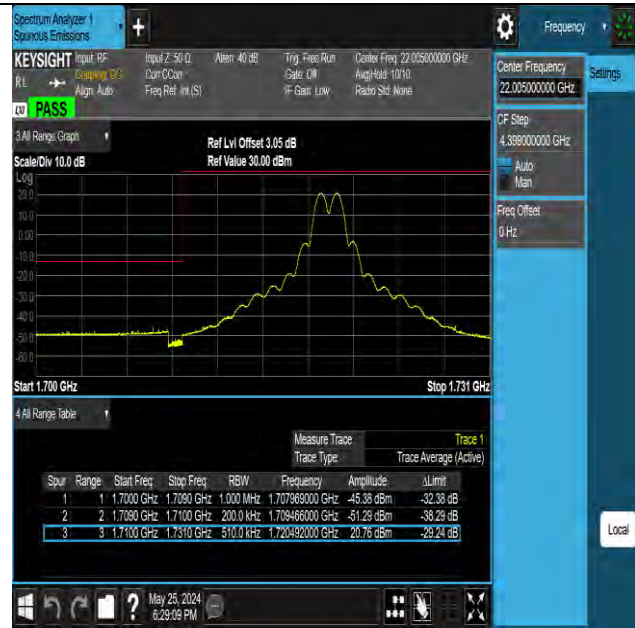 Spectrum Analyzer 1
Spurious Emissions
+
Frequency
KEYSIGHT
RL
LXI PASS
Input: RF
Coupling: DC
Align: Auto
Input Z: 50 Ω
Corr CCorr
Freq Ref: Int (S)
Atten: 40 dB
Trig: Free Run
Gate: Off
IF Gain: Low
Center Freq: 22.005000000 GHz
Avg|Hold: 10/10
Radio Std: None
Center Frequency
22.005000000 GHz
Settings
CF Step
4.399000000 GHz
Auto
Man
Freq Offset
0 Hz
3 All Range Graph
Scale/Div 10.0 dB
Ref Lvl Offset 3.05 dB
Ref Value 30.00 dBm
Log
20.0
10.0
0.00
-10.0
-20.0
-30.0
-40.0
-50.0
-60.0
Start 1.700 GHz
Stop 1.731 GHz
4 All Range Table
Measure Trace Trace 1
Trace Type Trace Average (Active)
Spur Range Start Freq Stop Freq RBW Frequency Amplitude ΔLimit
1 1 1.7000 GHz 1.7090 GHz 1.000 MHz 1.707969000 GHz -45.38 dBm -32.38 dB
2 2 1.7090 GHz 1.7100 GHz 200.0 kHz 1.709466000 GHz -51.29 dBm -38.29 dB
3 3 1.7100 GHz 1.7310 GHz 510.0 kHz 1.720492000 GHz 20.76 dBm -29.24 dB
Local
?
May 25, 2024
6:29:09 PM